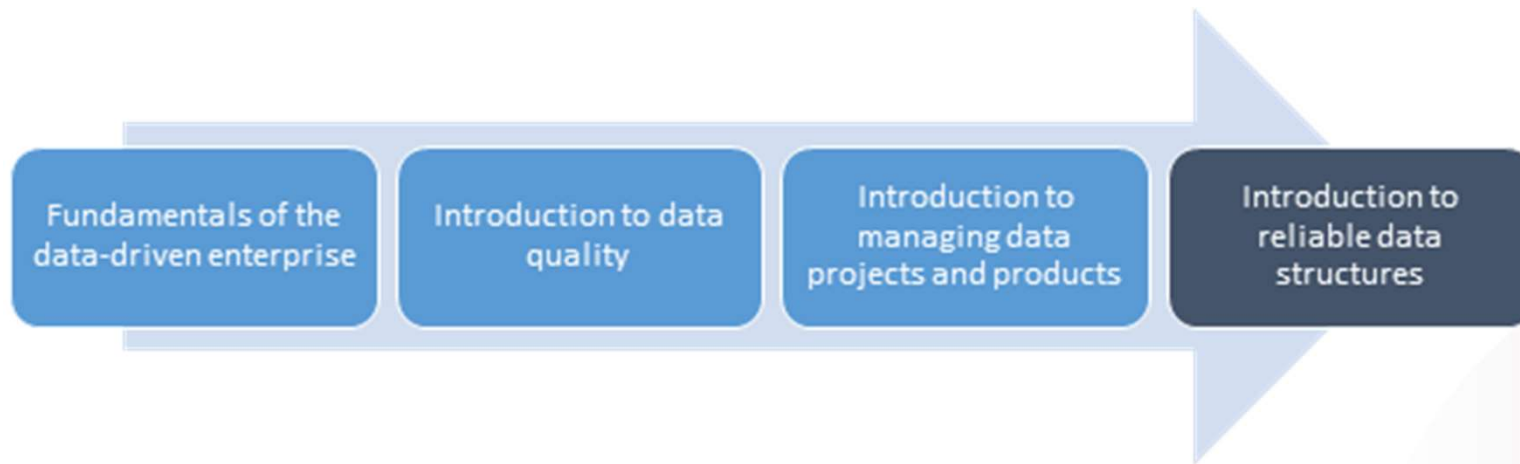 Fundamentals of the
data-driven enterprise
Introduction to data
quality
Introduction to
managing data
projects and products
Introduction to
reliable data
structures